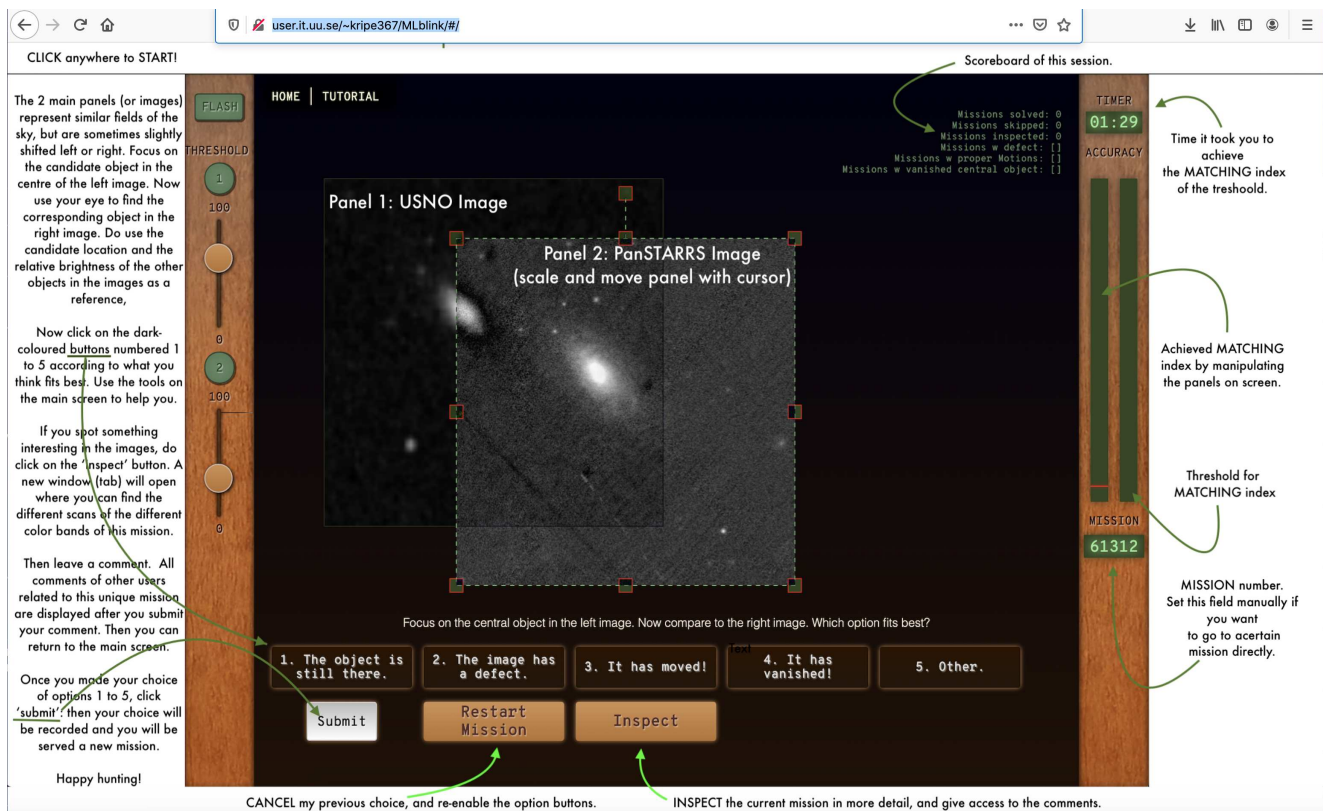 user.it.uu.se/~kripe367/MLblink/#/
CLICK anywhere to START!
Scoreboard of this session.
The 2 main panels (or images)
represent similar fields of the
sky, but are sometimes slightly
shifted left or right. Focus on
the candidate object in the
centre of the left image. Now
use your eye to find the
corresponding object in the
right image. Do use the
candidate location and the
relative brightness of the other
objects in the images as a
reference,
Now click on the dark-
coloured buttons numbered 1
to 5 according to what you
think fits best. Use the tools on
the main screen to help you.
If you spot something
interesting in the images, do
click on the 'Inspect' button. A
new window (tab) will open
where you can find the
different scans of the different
color bands of this mission.
Then leave a comment. All
comments of other users
related to this unique mission
are displayed after you submit
your comment. Then you can
return to the main screen.
Once you made your choice
of options 1 to 5, click
'submit': then your choice will
be recorded and you will be
served a new mission.
Happy hunting!
FLASH
THRESHOLD
1
100
0
2
100
0
HOME | TUTORIAL
Missions solved: 0
Missions skipped: 0
Missions inspected: 0
Missions w defect: []
Missions w proper Motions: []
Missions w vanished central object: []
Panel 1: USNO Image
Panel 2: PanSTARRS Image
(scale and move panel with cursor)
Focus on the central object in the left image. Now compare to the right image. Which option fits best?
Text
1. The object is
still there.
2. The image has
a defect.
3. It has moved!
4. It has
vanished!
5. Other.
Submit
Restart
Mission
Inspect
TIMER
01:29
ACCURACY
MISSION
61312
Time it took you to
achieve
the MATCHING index
of the treshoold.
Achieved MATCHING
index by manipulating
the panels on screen.
Threshold for
MATCHING index
MISSION number.
Set this field manually if
you want
to go to acertain
mission directly.
CANCEL my previous choice, and re-enable the option buttons.
INSPECT the current mission in more detail, and give access to the comments.